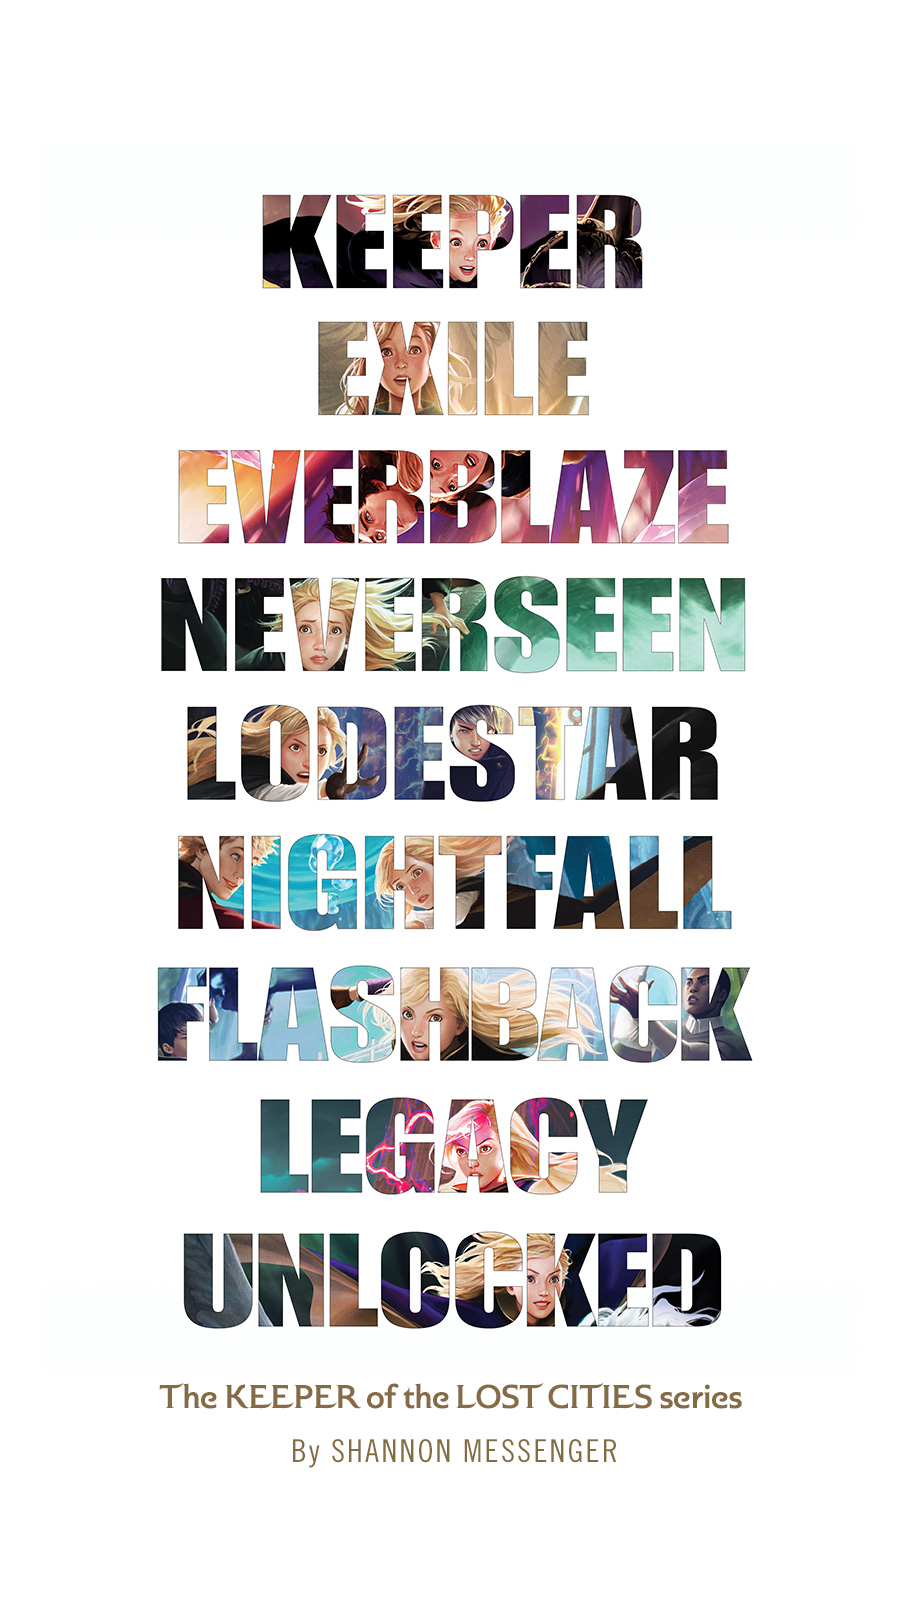 KEEPER
EXILE
EVERBLAZE
NEVERSEEN
LODESTAR
NIGHTFALL
FLASHBACK
LEGACY
UNLOCKED
The KEEPER of the LOST CITIES series
By SHANNON MESSENGER